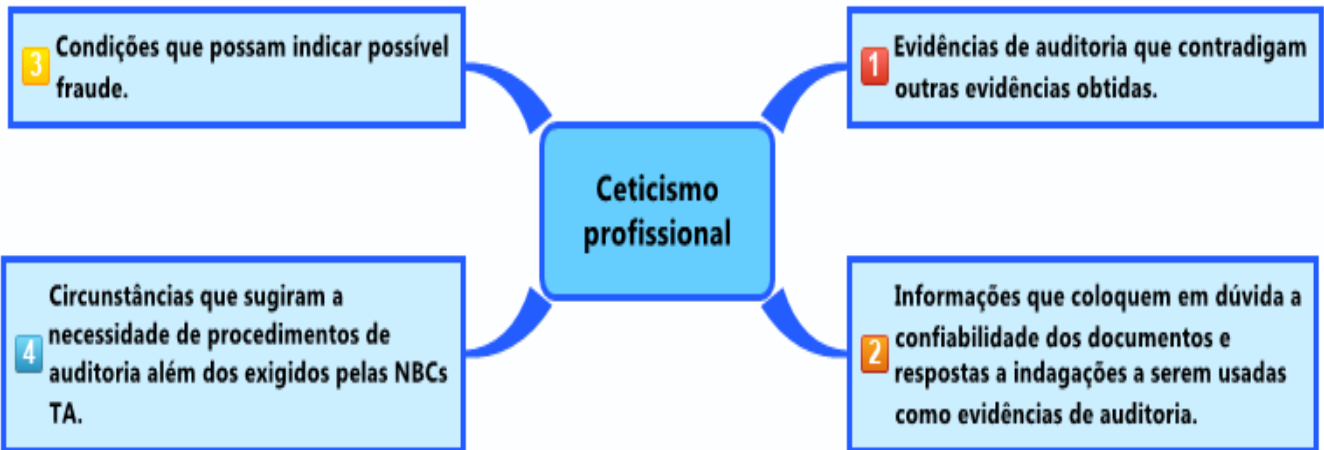 Ceticismo
profissional
1
Evidências de auditoria que contradigam
outras evidências obtidas.
2
Informações que coloquem em dúvida a
confiabilidade dos documentos e
respostas a indagações a serem usadas
como evidências de auditoria.
3
Condições que possam indicar possível
fraude.
4
Circunstâncias que sugiram a
necessidade de procedimentos de
auditoria além dos exigidos pelas NBCs
TA.